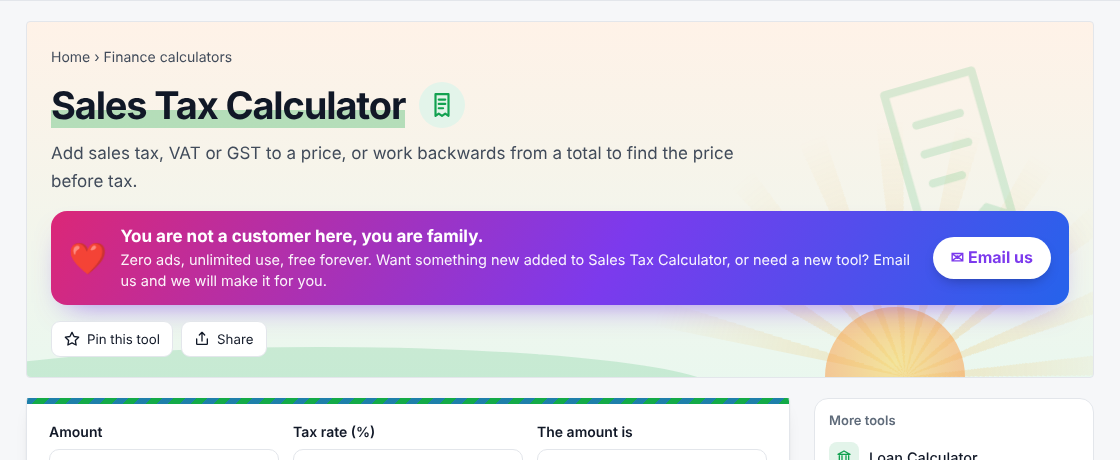 Home › Finance calculators
Sales Tax Calculator
Add sales tax, VAT or GST to a price, or work backwards from a total to find the price
before tax.
You are not a customer here, you are family.
Zero ads, unlimited use, free forever. Want something new added to Sales Tax Calculator, or need a new tool? Email
us and we will make it for you.
✉ Email us
Pin this tool
Share
Amount
Tax rate (%)
The amount is
More tools
Loan Calculator